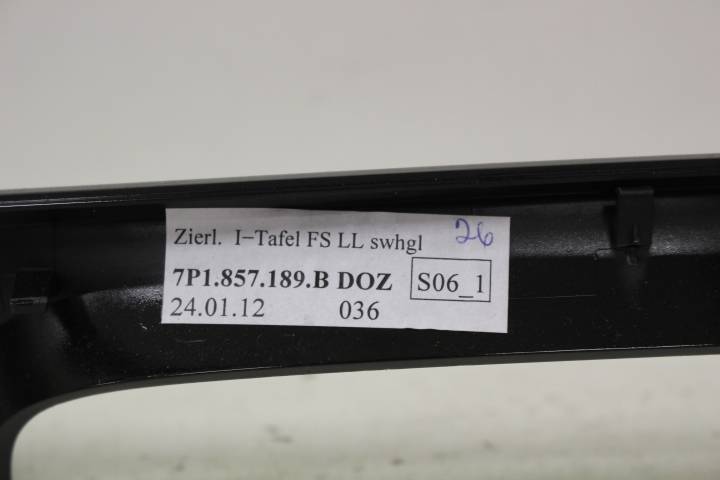 Zierl. I-Tafel FS LL swhgl 26
7P1.857.189.B DOZ S06_1
24.01.12 036